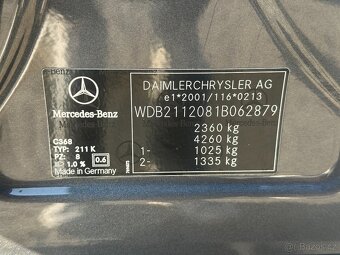 DAIMLERCHRYSLER AG
e1*2001/116*0213
WDB2112081B062879
2360 kg
4260 kg
1- 1025 kg
2- 1335 kg
Mercedes-Benz
C368
TYP: 211 K
PZ: 8
1.0 % 0.6
Made in Germany